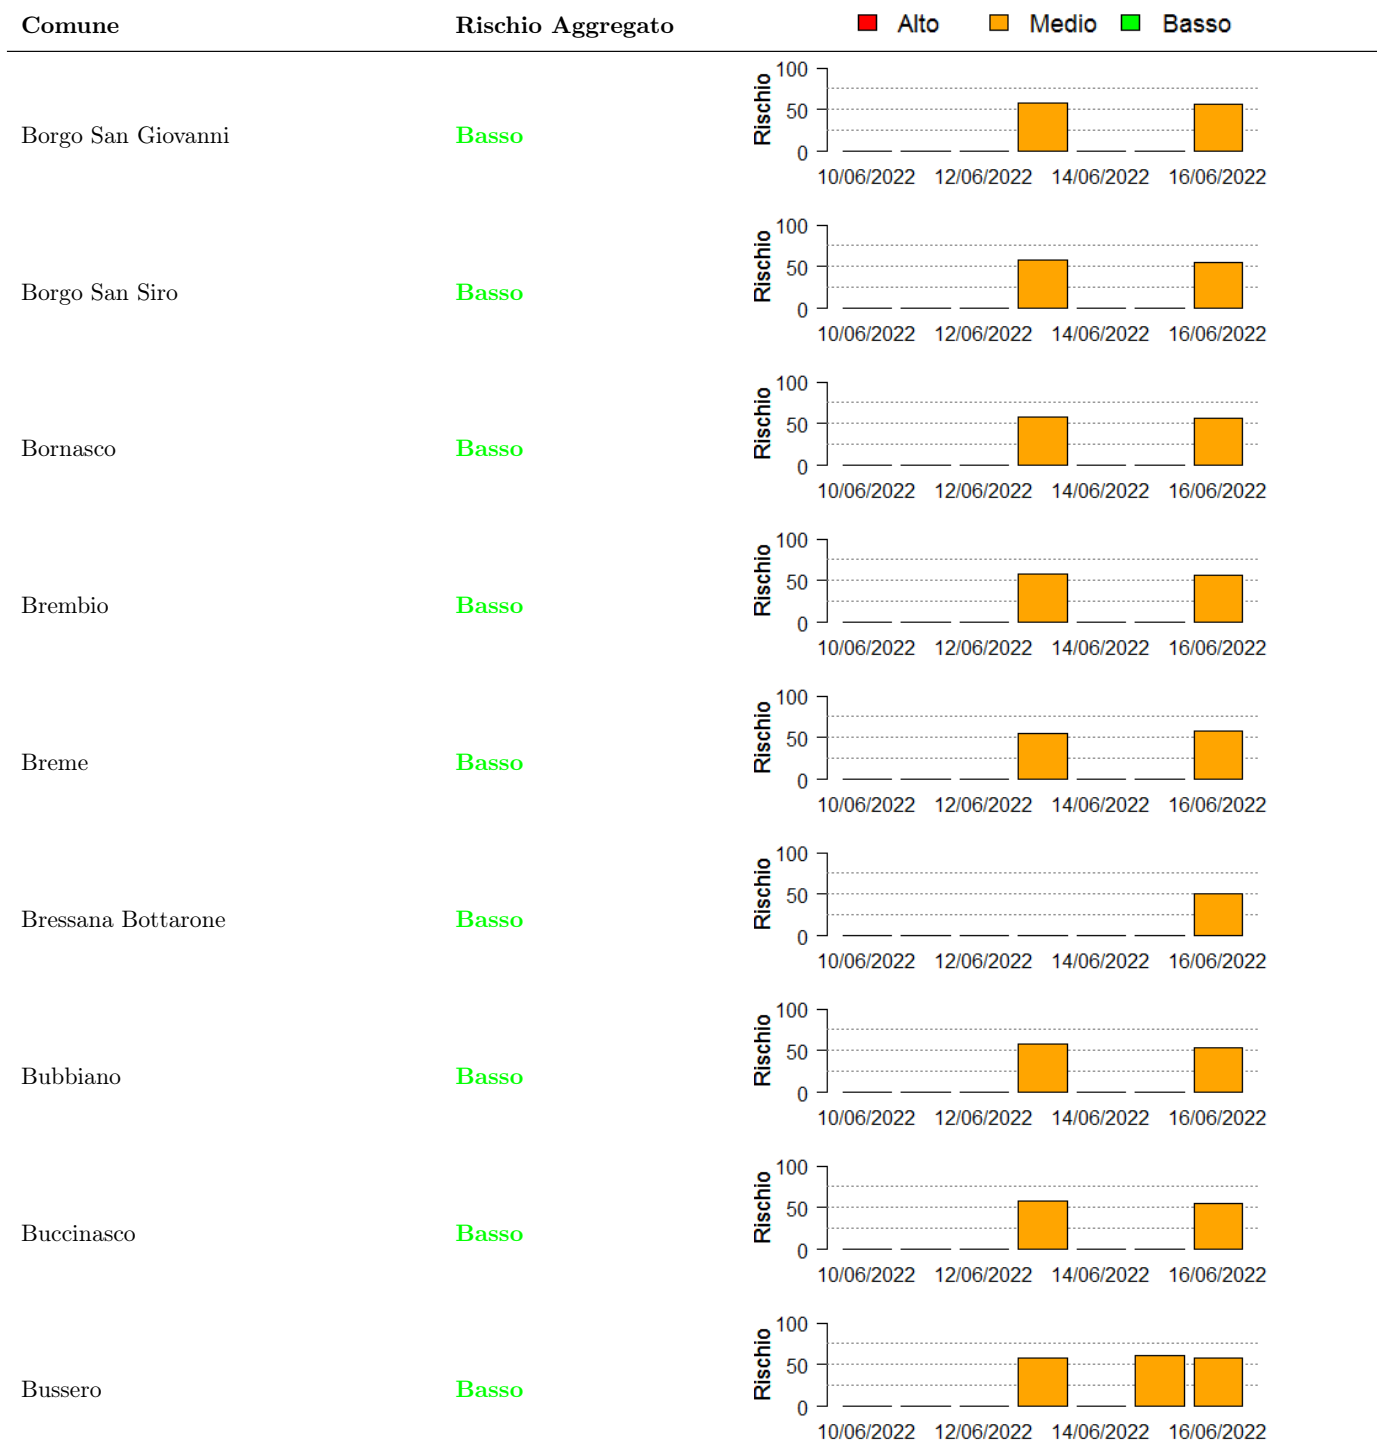 Comune Rischio Aggregato Alto Medio Basso
100
50
0
Rischio
Borgo San Giovanni Basso
10/06/2022 12/06/2022 14/06/2022 16/06/2022
100
50
0
Rischio
Borgo San Siro Basso
10/06/2022 12/06/2022 14/06/2022 16/06/2022
100
50
0
Rischio
Bornasco Basso
10/06/2022 12/06/2022 14/06/2022 16/06/2022
100
50
0
Rischio
Brembio Basso
10/06/2022 12/06/2022 14/06/2022 16/06/2022
100
50
0
Rischio
Breme Basso
10/06/2022 12/06/2022 14/06/2022 16/06/2022
100
50
0
Rischio
Bressana Bottarone Basso
10/06/2022 12/06/2022 14/06/2022 16/06/2022
100
50
0
Rischio
Bubbiano Basso
10/06/2022 12/06/2022 14/06/2022 16/06/2022
100
50
0
Rischio
Buccinasco Basso
10/06/2022 12/06/2022 14/06/2022 16/06/2022
100
50
0
Rischio
Bussero Basso
10/06/2022 12/06/2022 14/06/2022 16/06/2022